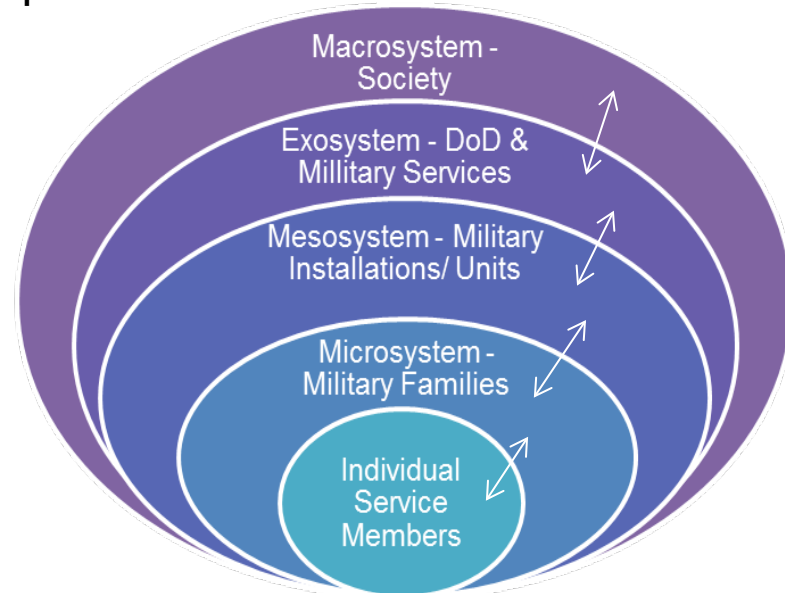 Macrosystem -
Society
Exosystem - DoD &
Millitary Services
Mesosystem - Military
Installations/ Units
Microsystem -
Military Families
Individual
Service
Members